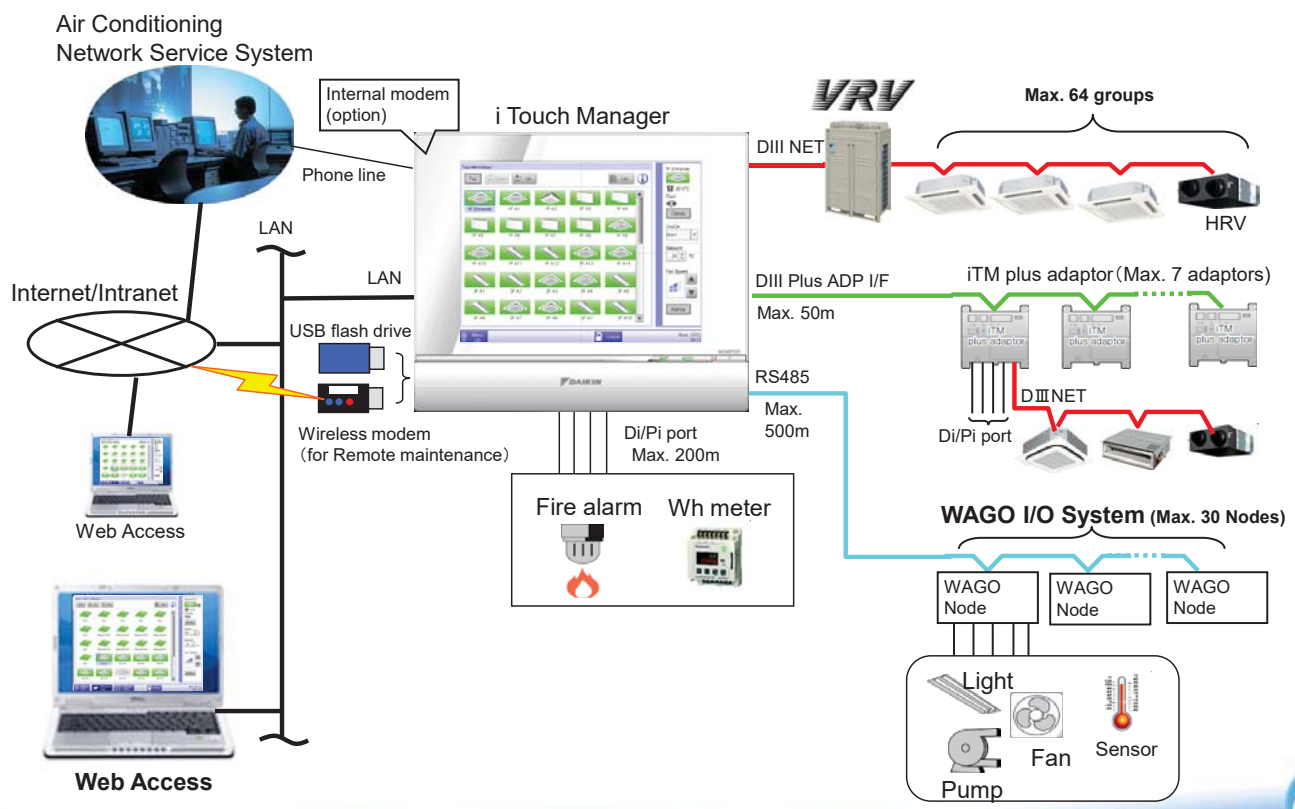 Air Conditioning
Network Service System
Internal modem
(option)
i Touch Manager
VRV
Max. 64 groups
DIII NET
Phone line
HRV
LAN
LAN
Internet/Intranet
DIII Plus ADP I/F
Max. 50m
iTM plus adaptor（Max. 7 adaptors)
iTM
plus adaptor
iTM
plus adaptor
iTM
plus adaptor
USB flash drive
DAIKIN
RS485
Max.
500m
DⅢNET
Di/Pi port
Wireless modem
（for Remote maintenance）
Di/Pi port
Max. 200m
Web Access
Fire alarm
Wh meter
WAGO I/O System (Max. 30 Nodes)
WAGO
Node
WAGO
Node
WAGO
Node
Light
Fan
Sensor
Pump
Web Access